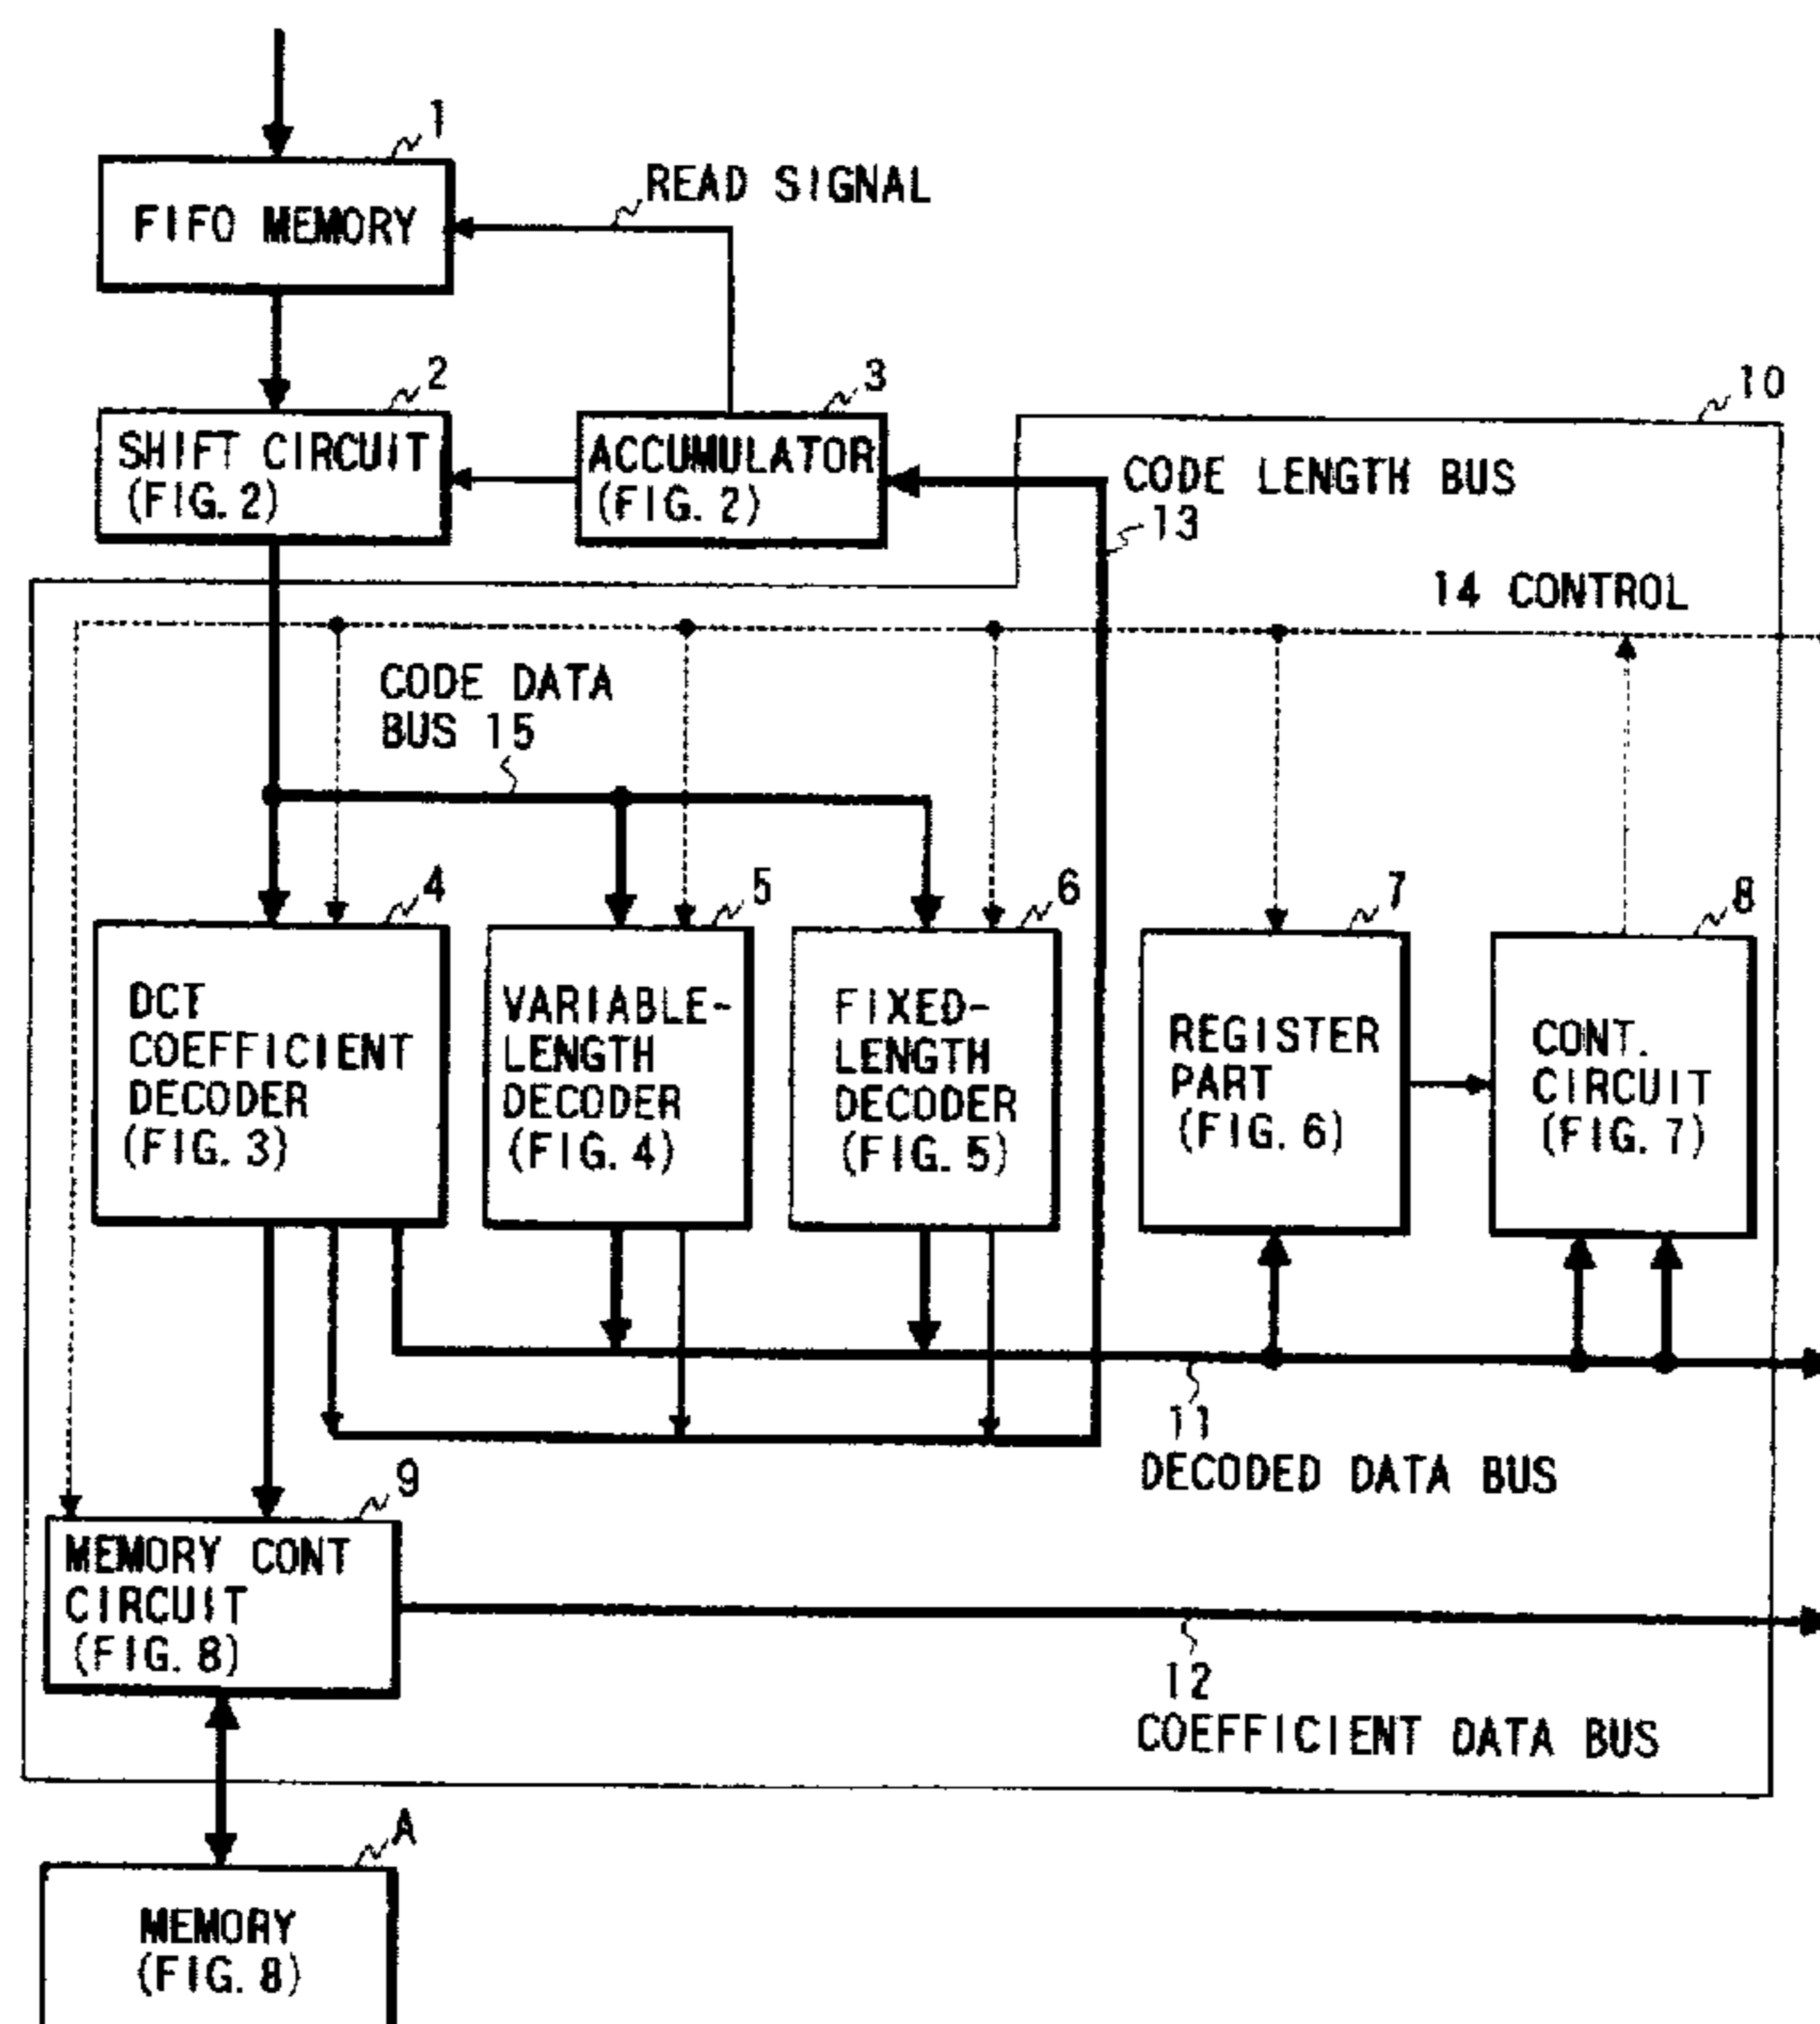 1
FIFO MEMORY
READ SIGNAL
2
SHIFT CIRCUIT
(FIG. 2)
3
ACCUMULATOR
(FIG. 2)
10
CODE LENGTH BUS
13
14 CONTROL
CODE DATA
BUS 15
4
DCT
COEFFICIENT
DECODER
(FIG. 3)
5
VARIABLE-
LENGTH
DECODER
(FIG. 4)
6
FIXED-
LENGTH
DECODER
(FIG. 5)
7
REGISTER
PART
(FIG. 6)
8
CONT.
CIRCUIT
(FIG. 7)
11
DECODED DATA BUS
9
MEMORY CONT
CIRCUIT
(FIG. 8)
12
COEFFICIENT DATA BUS
A
MEMORY
(FIG. 8)